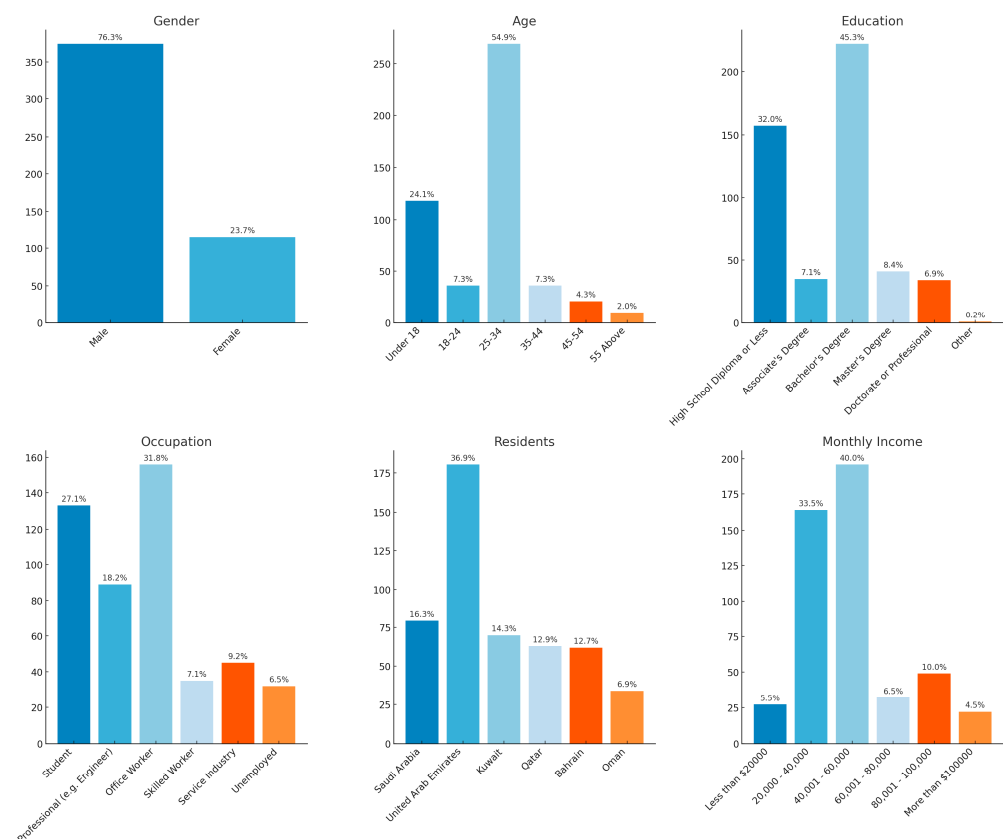 Gender
76.3%
23.7%
350
300
250
200
150
100
50
0
Male
Female
Age
54.9%
24.1%
7.3%
7.3%
4.3%
2.0%
250
200
150
100
50
0
Under 18
18-24
25-34
35-44
45-54
55 Above
Education
45.3%
32.0%
7.1%
8.4%
6.9%
0.2%
200
150
100
50
0
High School Diploma or Less
Associate's Degree
Bachelor's Degree
Master's Degree
Doctorate or Professional
Other
Occupation
27.1%
18.2%
31.8%
7.1%
9.2%
6.5%
160
140
120
100
80
60
40
20
0
Student
Professional (e.g. Engineer)
Office Worker
Skilled Worker
Service Industry
Unemployed
Residents
16.3%
36.9%
14.3%
12.9%
12.7%
6.9%
175
150
125
100
75
50
25
0
Saudi Arabia
United Arab Emirates
Kuwait
Qatar
Bahrain
Oman
Monthly Income
5.5%
33.5%
40.0%
6.5%
10.0%
4.5%
200
175
150
125
100
75
50
25
0
Less than $20000
20,000 - 40,000
40,001 - 60,000
60,001 - 80,000
80,001 - 100,000
More than $100000